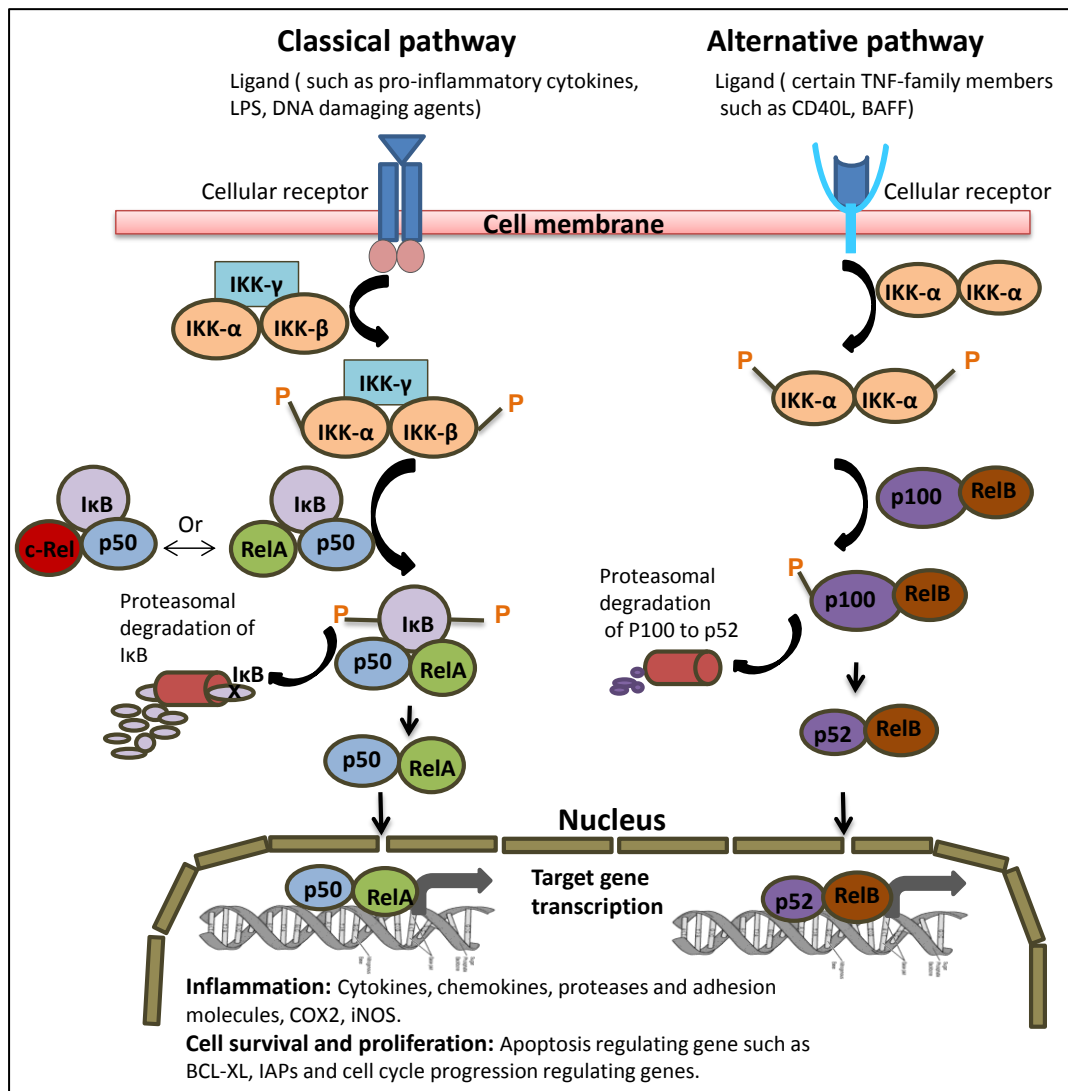 Classical pathway
Ligand ( such as pro-inflammatory cytokines,
LPS, DNA damaging agents)
Alternative pathway
Ligand ( certain TNF-family members
such as CD40L, BAFF)
Cellular receptor
Cellular receptor
Cell membrane
IKK-γ
IKK-α
IKK-β
IKK-α
IKK-α
IKK-γ
P
P
IKK-α
IKK-β
P
P
IKK-α
IKK-α
IκB
c-Rel
p50
Or
IκB
RelA
p50
p100
RelB
Proteasomal
degradation of
IκB
P
P
IκB
p50
RelA
IκB
X
Proteasomal
degradation
of P100 to p52
P
p100
RelB
p50
RelA
p52
RelB
Nucleus
p50
RelA
Target gene
transcription
p52
RelB
Inflammation: Cytokines, chemokines, proteases and adhesion
molecules, COX2, iNOS.
Cell survival and proliferation: Apoptosis regulating gene such as
BCL-XL, IAPs and cell cycle progression regulating genes.